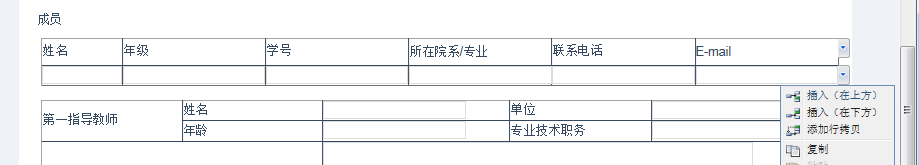 成员
姓名 年级 学号 所在院系/专业 联系电话 E-mail
第一指导教师 姓名 单位
年龄 专业技术职务
插入（在上方）
插入（在下方）
添加行拷贝
复制